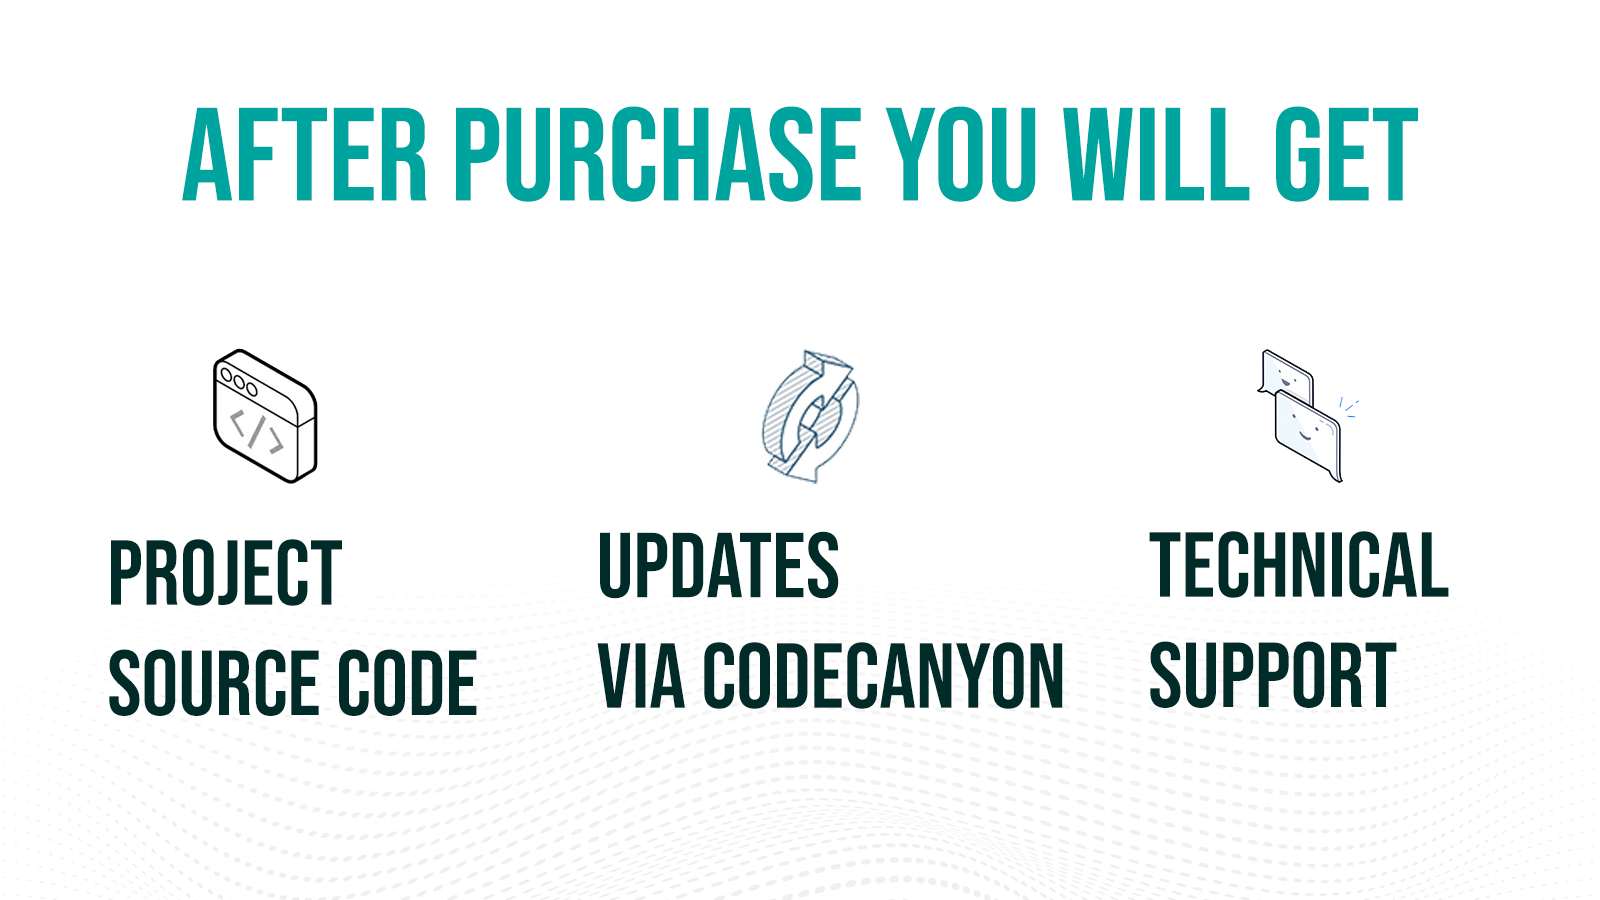 AFTER PURCHASE YOU WILL GET
</>
PROJECT
SOURCE CODE
UPDATES
VIA CODECANYON
TECHNICAL
SUPPORT